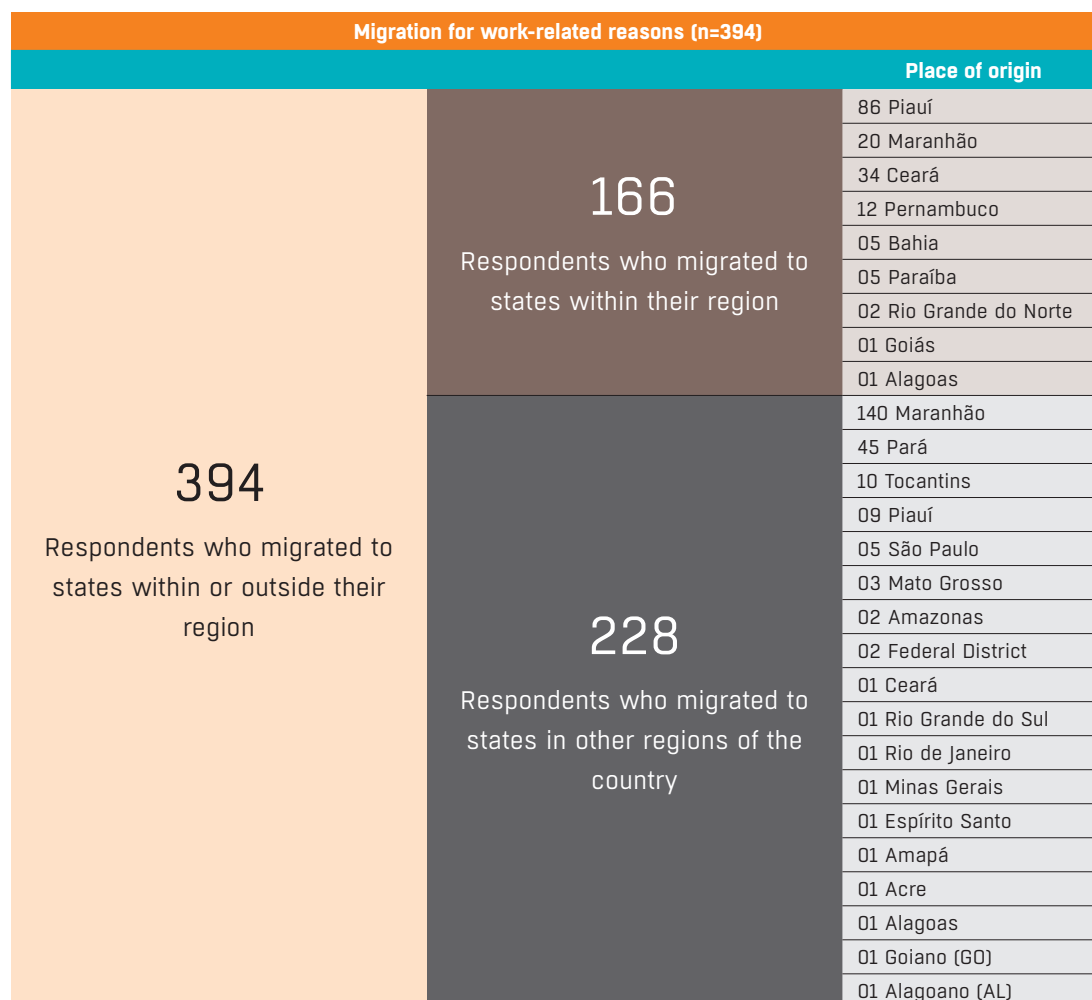 Migration for work-related reasons (n=394)
Place of origin
394
Respondents who migrated to
states within or outside their
region
166
Respondents who migrated to
states within their region
86 Piauí
20 Maranhão
34 Ceará
12 Pernambuco
05 Bahia
05 Paraíba
02 Rio Grande do Norte
01 Goiás
01 Alagoas
228
Respondents who migrated to
states in other regions of the
country
140 Maranhão
45 Pará
10 Tocantins
09 Piauí
05 São Paulo
03 Mato Grosso
02 Amazonas
02 Federal District
01 Ceará
01 Rio Grande do Sul
01 Rio de Janeiro
01 Minas Gerais
01 Espírito Santo
01 Amapá
01 Acre
01 Alagoas
01 Goiano (GO)
01 Alagoano (AL)